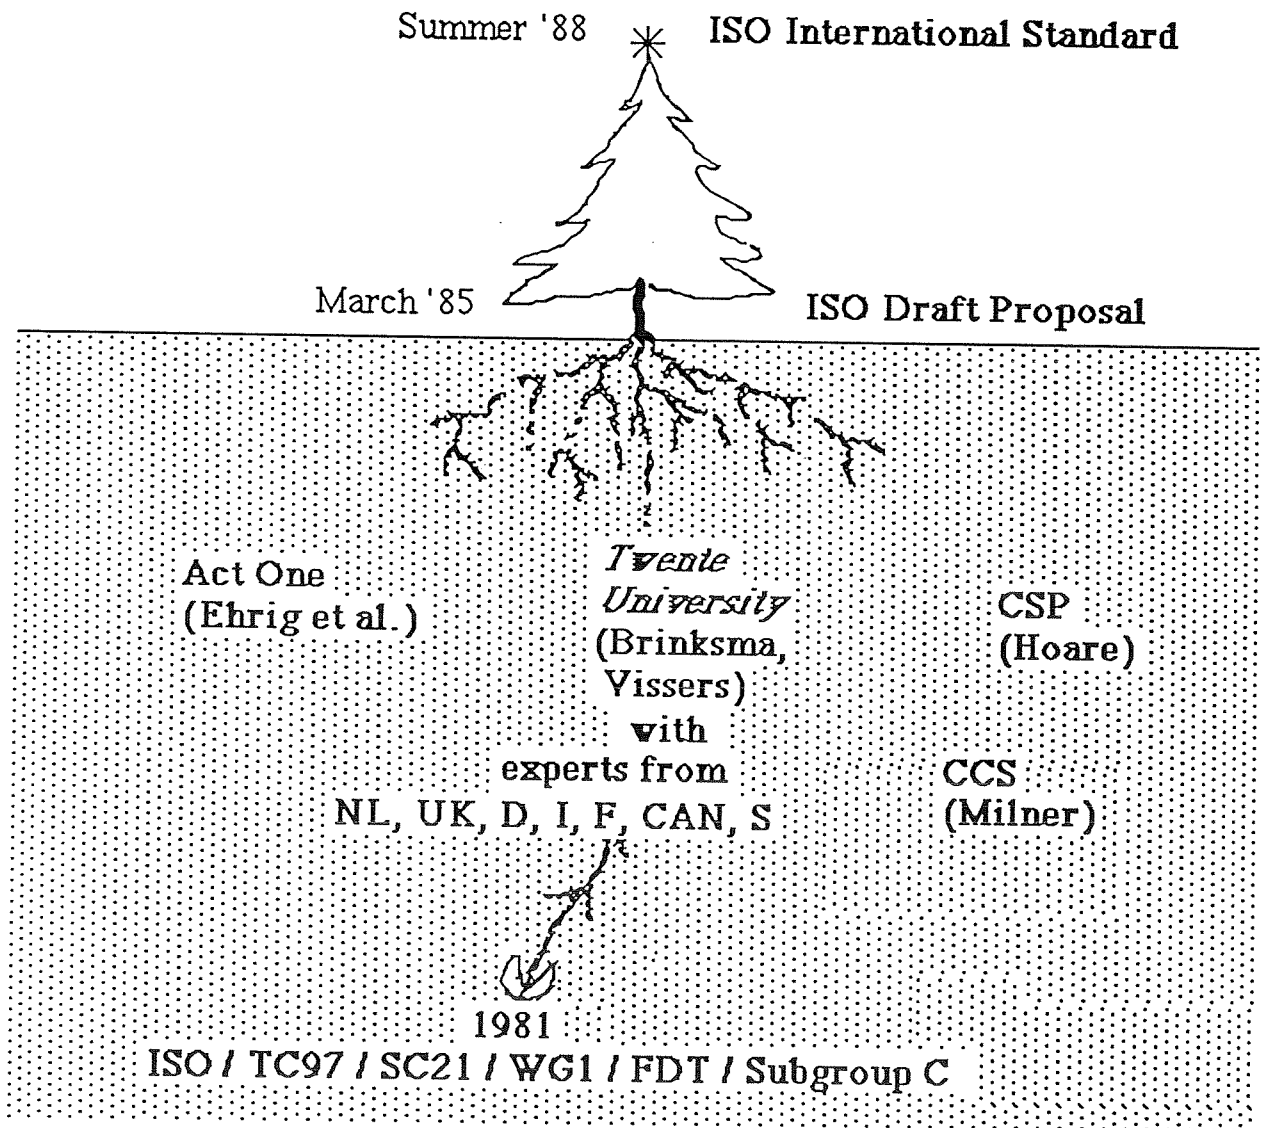 Summer '88
ISO International Standard
March '85
ISO Draft Proposal
Act One
(Ehrig et al.)
Twente
University
(Brinksma,
Vissers)
with
experts from
NL, UK, D, I, F, CAN, S
CSP
(Hoare)
CCS
(Milner)
1981
ISO / TC97 / SC21 / WG1 / FDT / Subgroup C